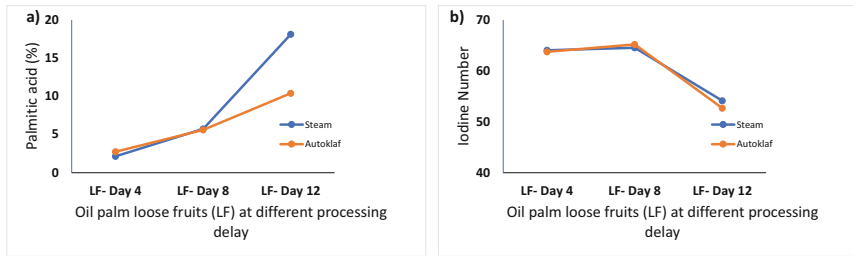 a)
20
15
10
5
0
Palmitic acid (%)
Steam
Autoklaf
LF- Day 4 LF- Day 8 LF- Day 12
Oil palm loose fruits (LF) at different processing
delay
b)
70
60
50
40
Iodine Number
Steam
Autoklaf
LF- Day 4 LF- Day 8 LF- Day 12
Oil palm loose fruits (LF) at different processing
delay